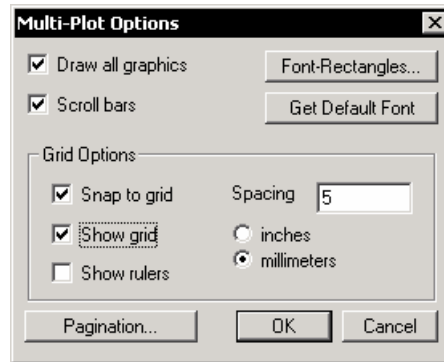 Multi-Plot Options
Draw all graphics
Font-Rectangles...
Scroll bars
Get Default Font
Grid Options
Snap to grid
Spacing 5
Show grid
inches
millimeters
Show rulers
Pagination...
OK
Cancel